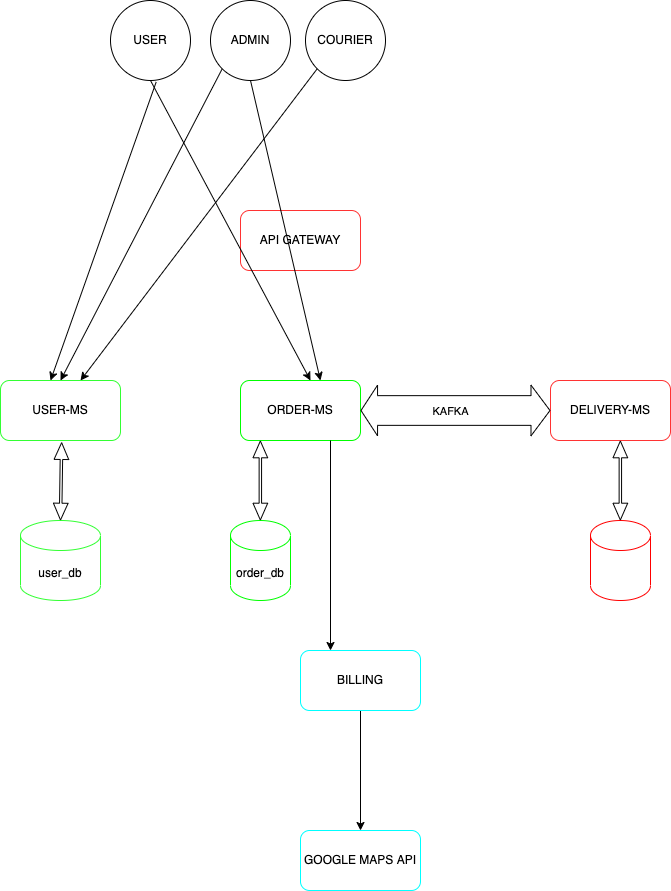 USER
ADMIN
COURIER
API GATEWAY
USER-MS
ORDER-MS
KAFKA
DELIVERY-MS
user_db
order_db
BILLING
GOOGLE MAPS API